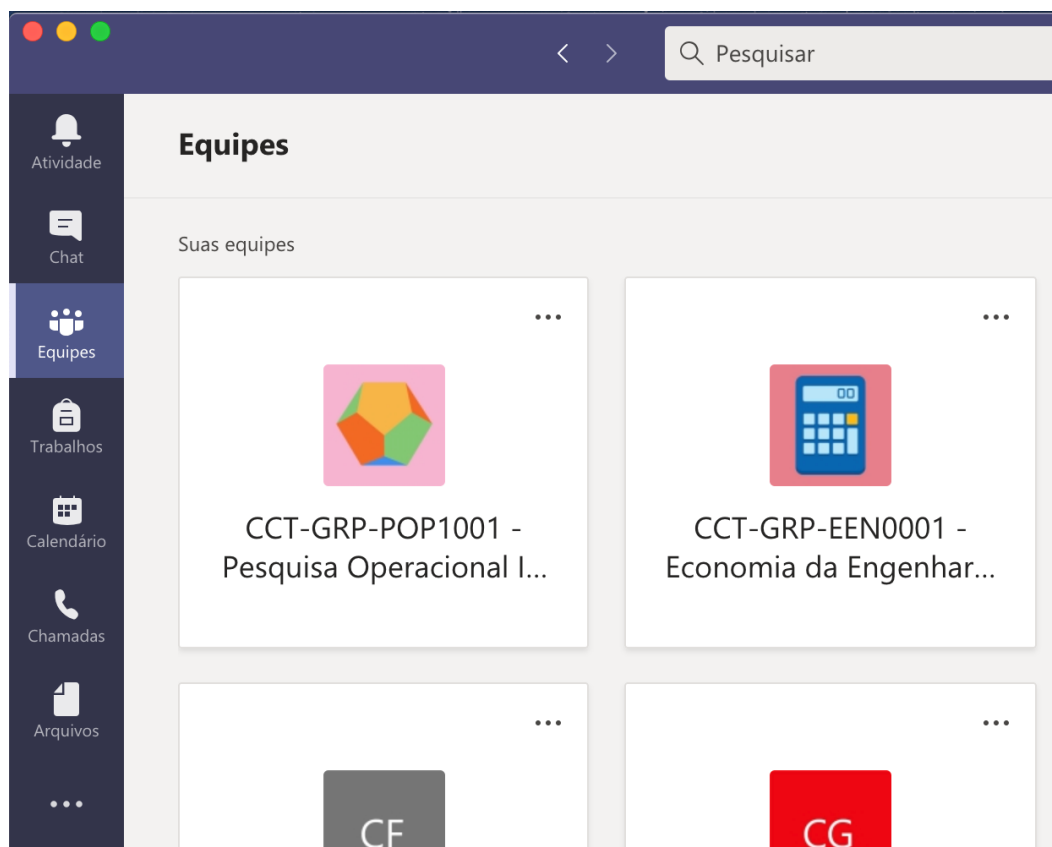 Pesquisar
Atividade
Chat
Equipes
Trabalhos
Calendário
Chamadas
Arquivos
Equipes
Suas equipes
CCT-GRP-POP1001 -
Pesquisa Operacional I...
CCT-GRP-EEN0001 -
Economia da Engenhar...
CF
CG